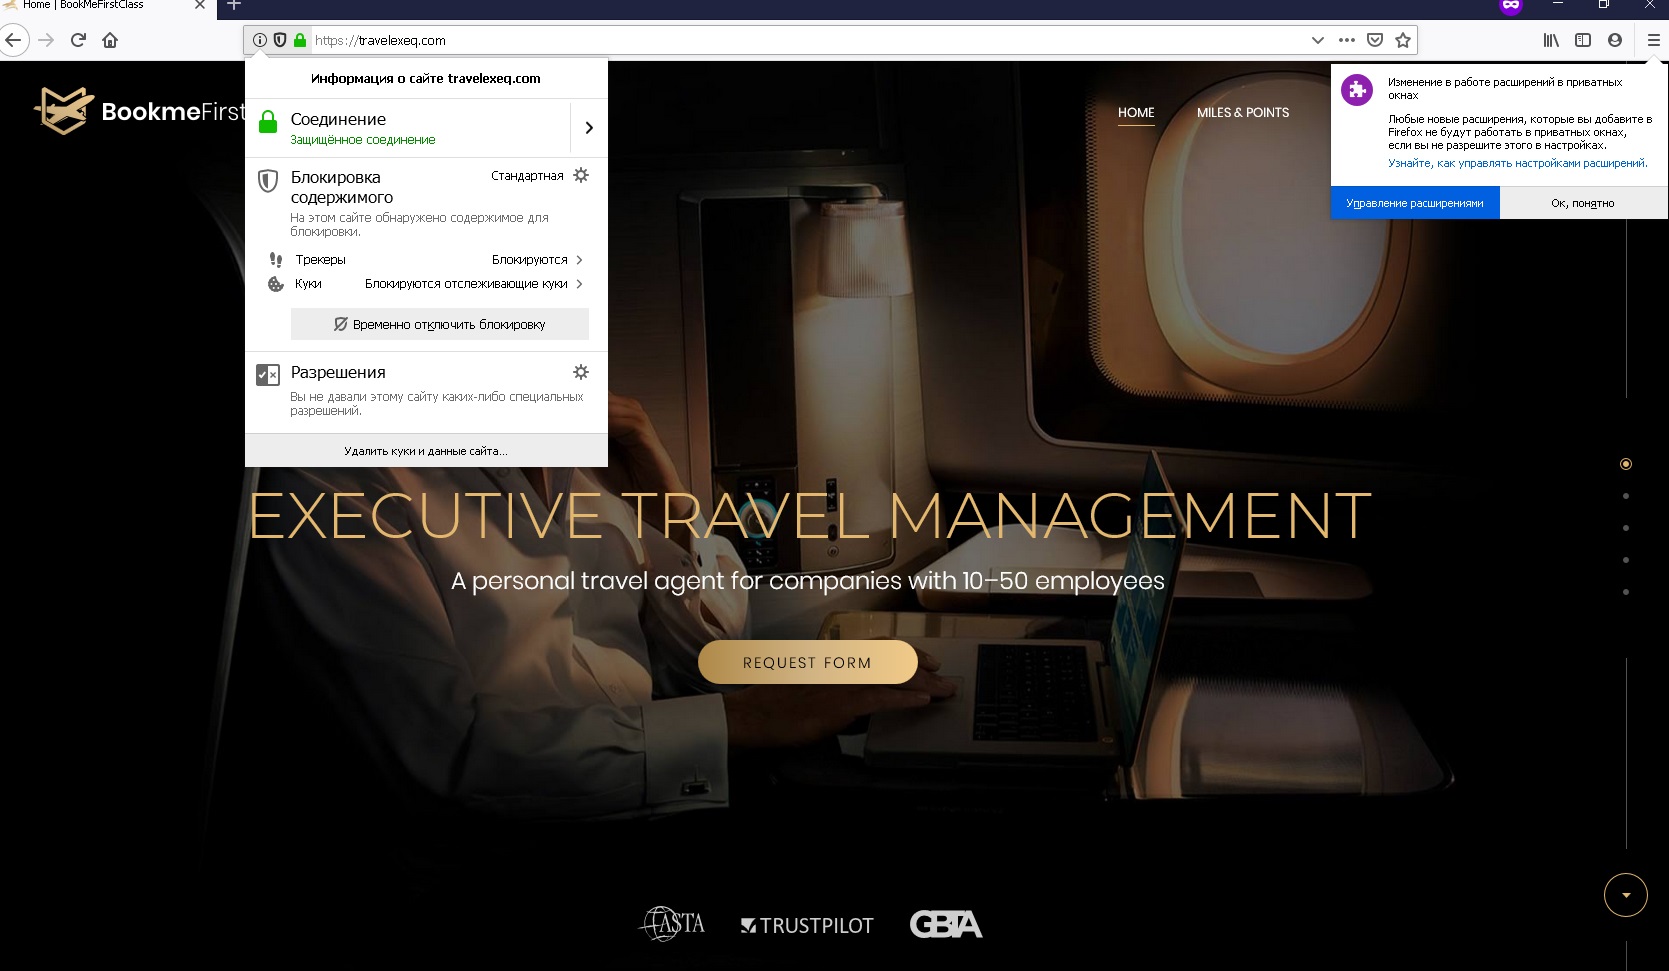 Home | BookMeFirstClass
https://travelexeq.com
Информация о сайте travelexeq.com
Соединение
Защищённое соединение
Блокировка
содержимого
Стандартная
На этом сайте обнаружено содержимое для
блокировки.
Трекеры Блокируются
Куки Блокируются отслеживающие куки
Временно отключить блокировку
Разрешения
Вы не давали этому сайту каких-либо специальных
разрешений.
Удалить куки и данные сайта...
BookmeFirst
HOME
MILES & POINTS
Изменение в работе расширений в приватных
окнах
Любые новые расширения, которые вы добавите в
Firefox не будут работать в приватных окнах,
если вы не разрешите этого в настройках.
Узнайте, как управлять настройками расширений.
Управление расширениями
Ок, понятно
EXECUTIVE TRAVEL MANAGEMENT
A personal travel agent for companies with 10–50 employees
REQUEST FORM
ASTA
TRUSTPILOT
GBTA